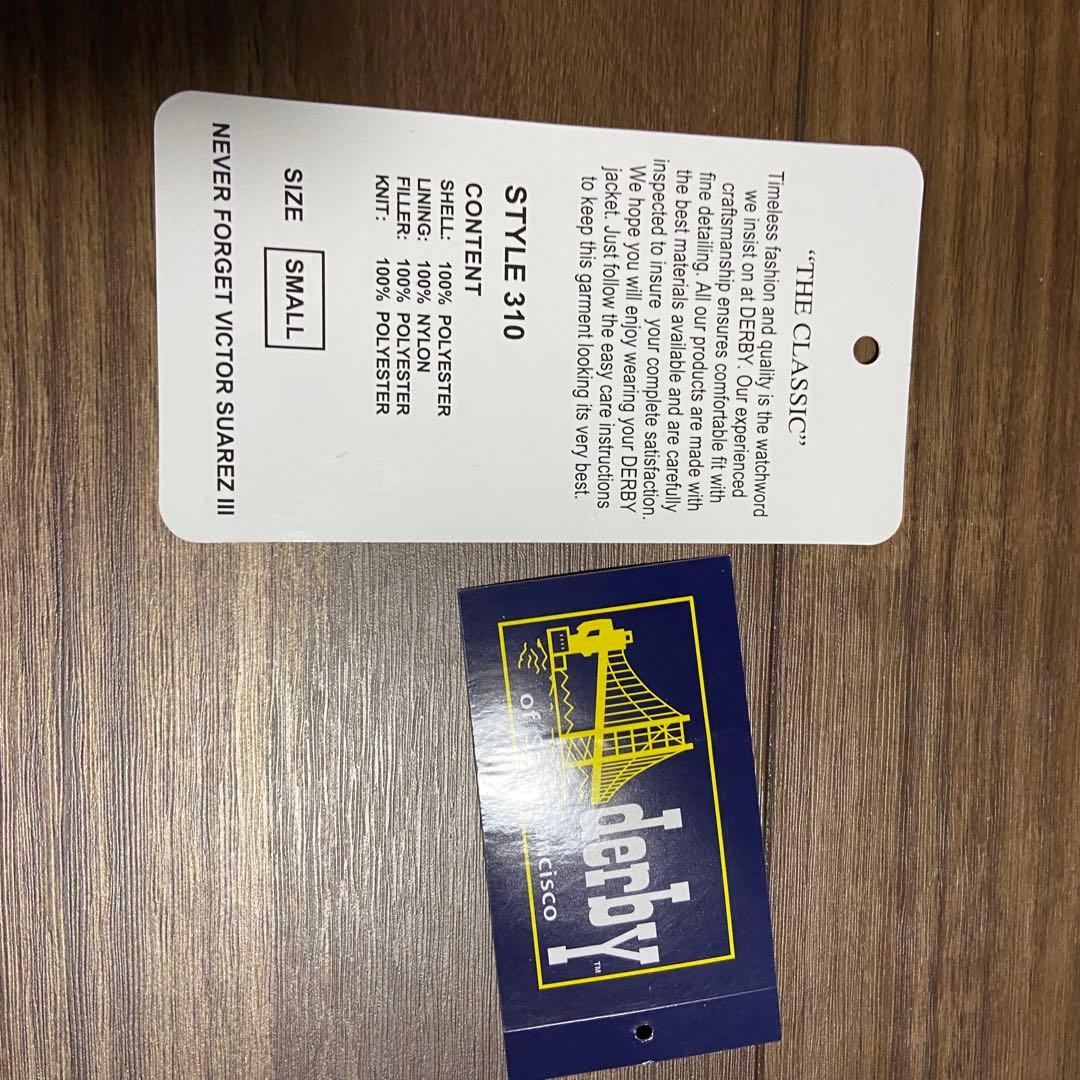 “THE CLASSIC”
Timeless fashion and quality is the watchword
we insist on at DERBY. Our experienced
craftsmanship ensures comfortable fit with
fine detailing. All our products are made with
the best materials available and are carefully
inspected to insure your complete satisfaction.
We hope you will enjoy wearing your DERBY
jacket. Just follow the easy care instructions
to keep this garment looking its very best.
STYLE 310
CONTENT
SHELL: 100% POLYESTER
LINING: 100% NYLON
FILLER: 100% POLYESTER
KNIT: 100% POLYESTER
SIZE SMALL
NEVER FORGET VICTOR SUAREZ III
derby™
of cisco